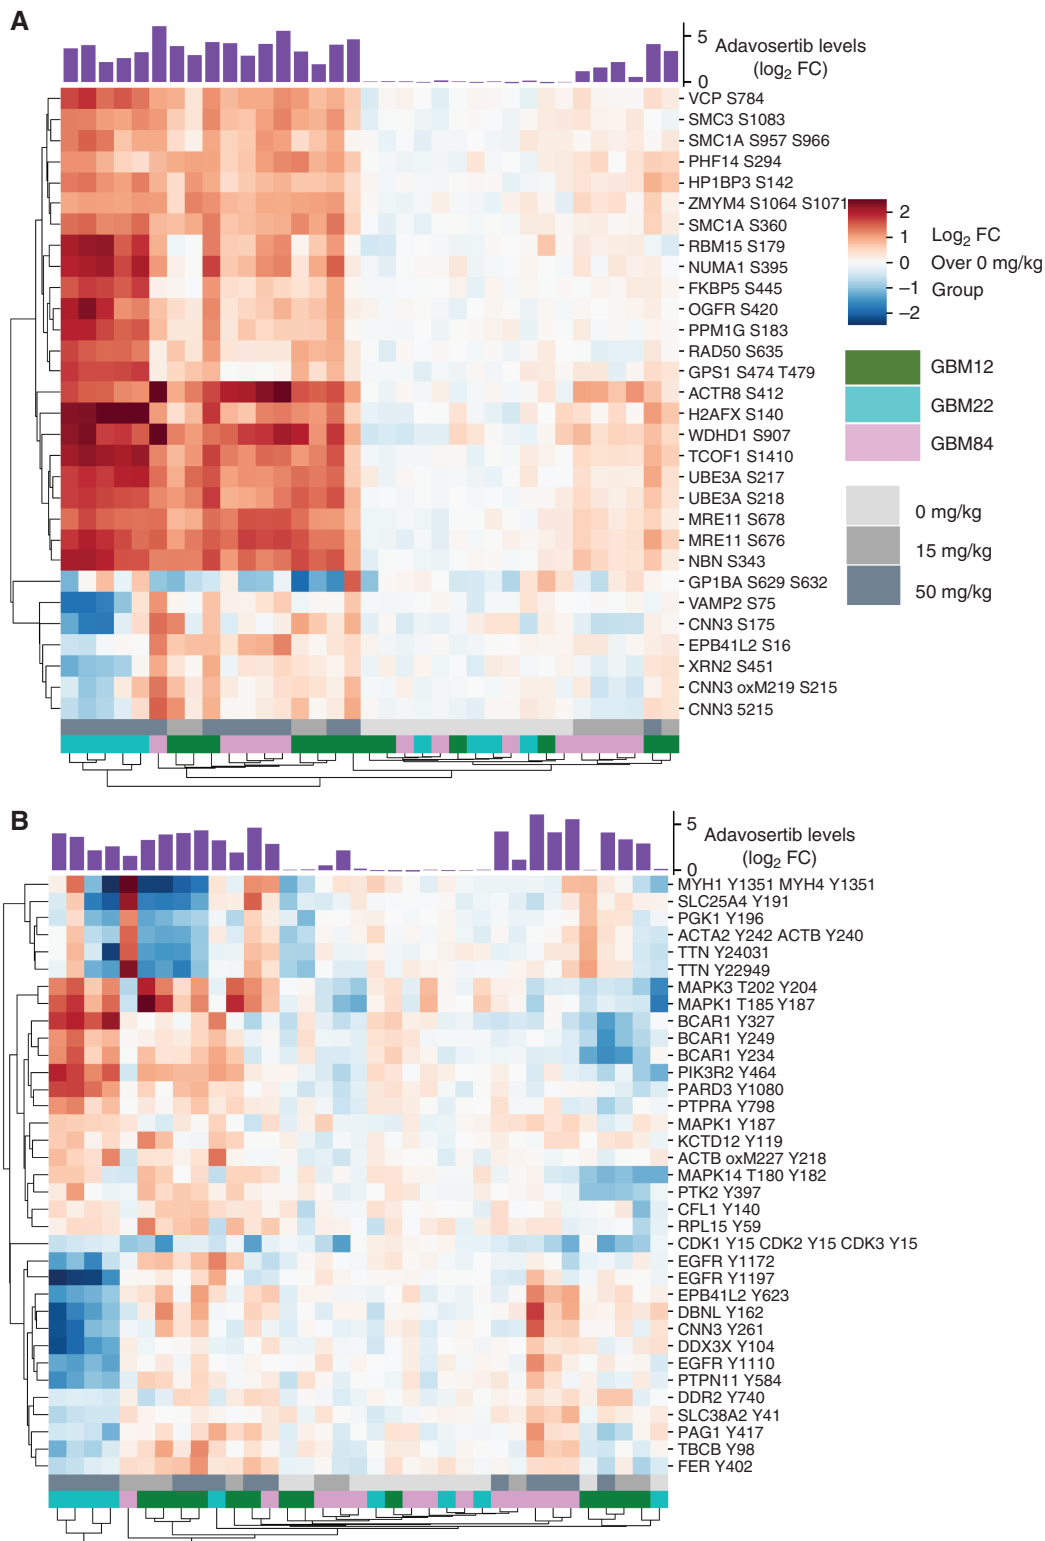 A
5
0
Adavosertib levels
(log2 FC)
VCP S784
SMC3 S1083
SMC1A S957 S966
PHF14 S294
HP1BP3 S142
ZMYM4 S1064 S1071
SMC1A S360
RBM15 S179
NUMA1 S395
FKBP5 S445
OGFR S420
PPM1G S183
RAD50 S635
GPS1 S474 T479
ACTR8 S412
H2AFX S140
WDHD1 S907
TCOF1 S1410
UBE3A S217
UBE3A S218
MRE11 S678
MRE11 S676
NBN S343
GP1BA S629 S632
VAMP2 S75
CNN3 S175
EPB41L2 S16
XRN2 S451
CNN3 oxM219 S215
CNN3 5215
2
1
0
−1
−2
Log2 FC
Over 0 mg/kg
Group
GBM12
GBM22
GBM84
0 mg/kg
15 mg/kg
50 mg/kg
B
5
0
Adavosertib levels
(log2 FC)
MYH1 Y1351 MYH4 Y1351
SLC25A4 Y191
PGK1 Y196
ACTA2 Y242 ACTB Y240
TTN Y24031
TTN Y22949
MAPK3 T202 Y204
MAPK1 T185 Y187
BCAR1 Y327
BCAR1 Y249
BCAR1 Y234
PIK3R2 Y464
PARD3 Y1080
PTPRA Y798
MAPK1 Y187
KCTD12 Y119
ACTB oxM227 Y218
MAPK14 T180 Y182
PTK2 Y397
CFL1 Y140
RPL15 Y59
CDK1 Y15 CDK2 Y15 CDK3 Y15
EGFR Y1172
EGFR Y1197
EPB41L2 Y623
DBNL Y162
CNN3 Y261
DDX3X Y104
EGFR Y1110
PTPN11 Y584
DDR2 Y740
SLC38A2 Y41
PAG1 Y417
TBCB Y98
FER Y402